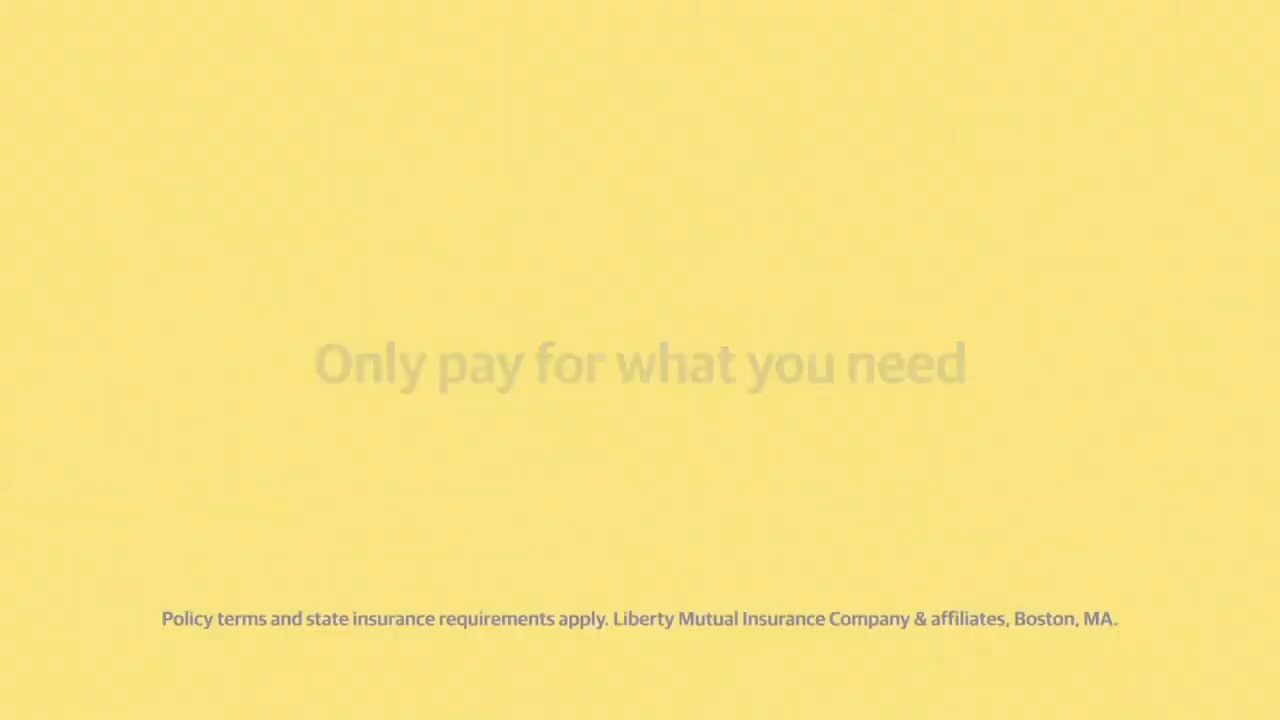 Only pay for what you need
Policy terms and state insurance requirements apply. Liberty Mutual Insurance Company & affiliates, Boston, MA.